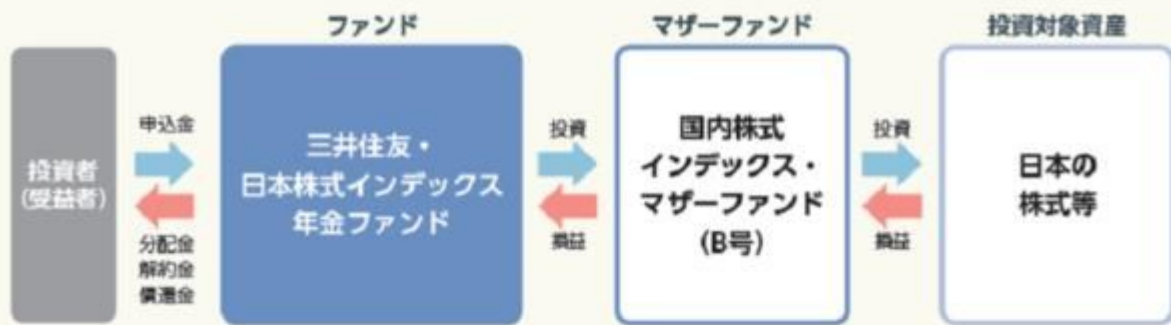 ファンド
マザーファンド
投資対象資産
投資者
(受益者)
申込金
分配金
解約金
償還金
三井住友・
日本株式インデックス
年金ファンド
投資
損益
国内株式
インデックス・
マザーファンド
(B号)
投資
損益
日本の
株式等